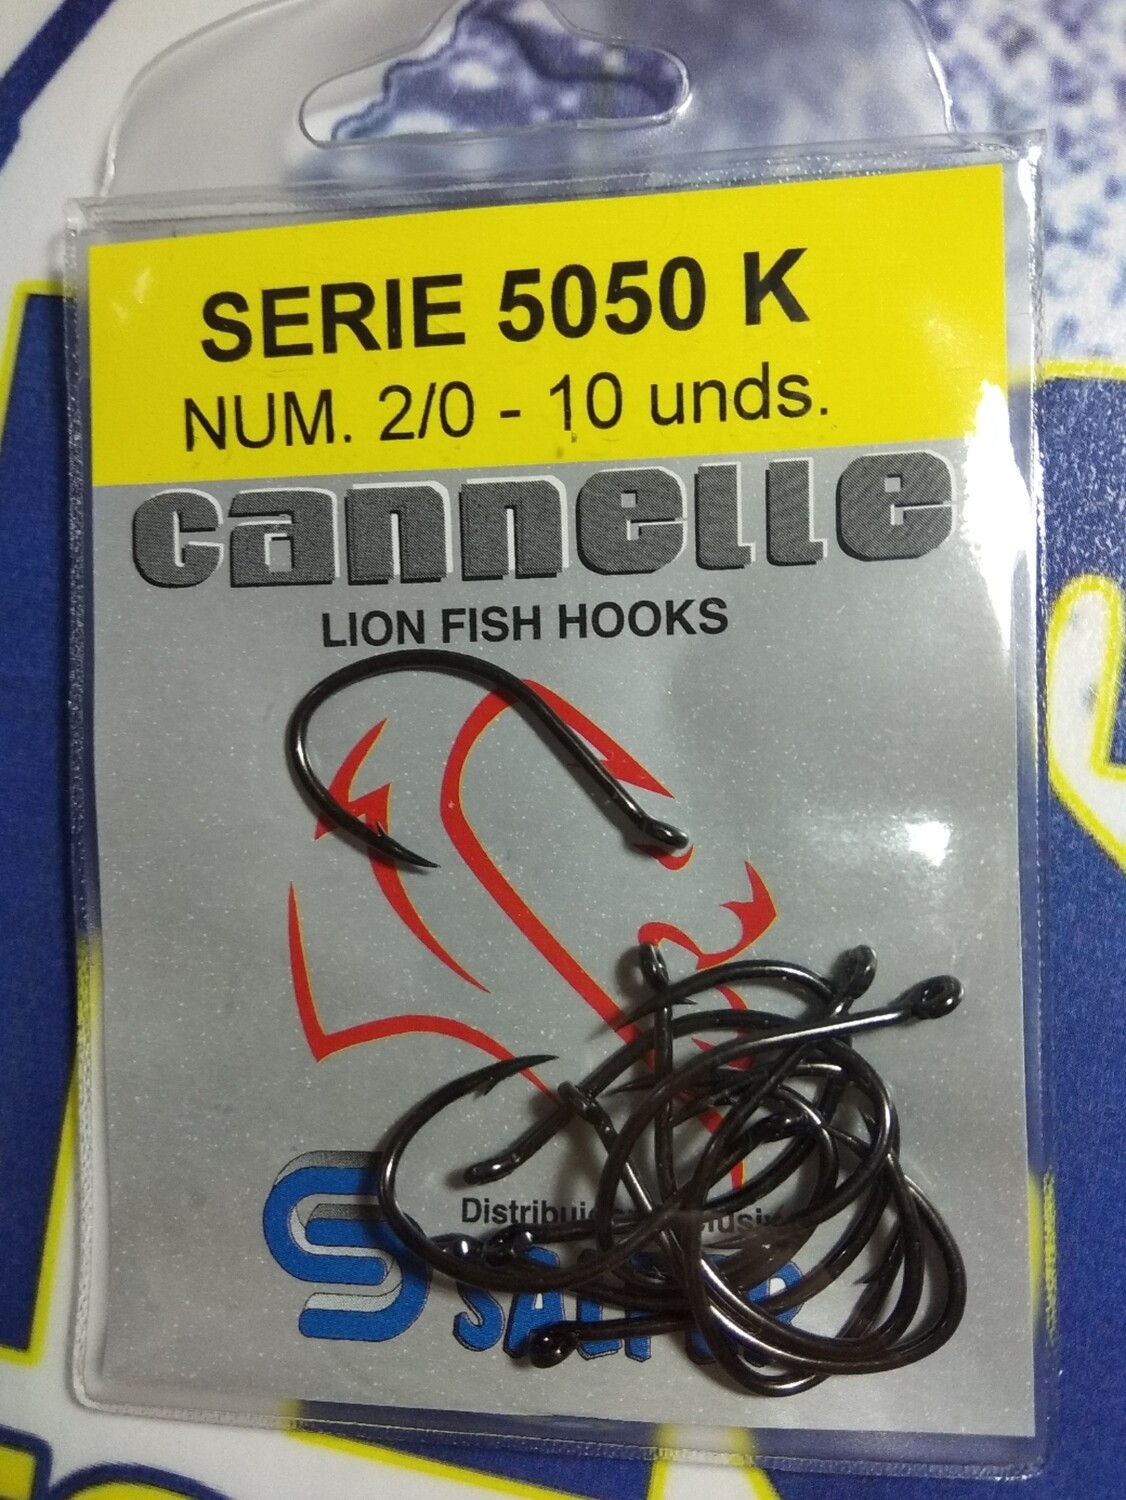 SERIE 5050 K
NUM. 2/0 - 10 unds.
cannelle
LION FISH HOOKS